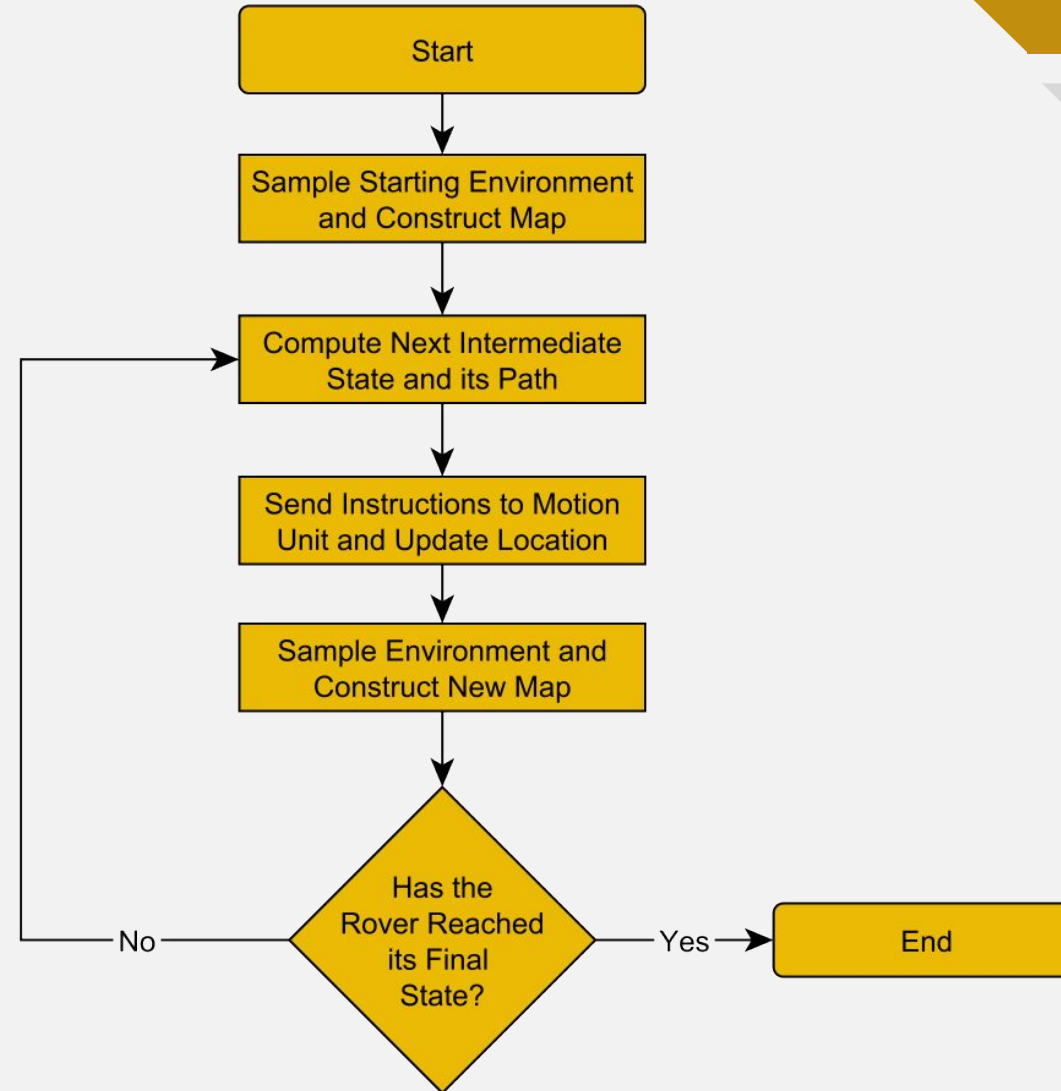 Start
Sample Starting Environment
and Construct Map
Compute Next Intermediate
State and its Path
Send Instructions to Motion
Unit and Update Location
Sample Environment and
Construct New Map
Has the
Rover Reached
its Final
State?
No
Yes
End